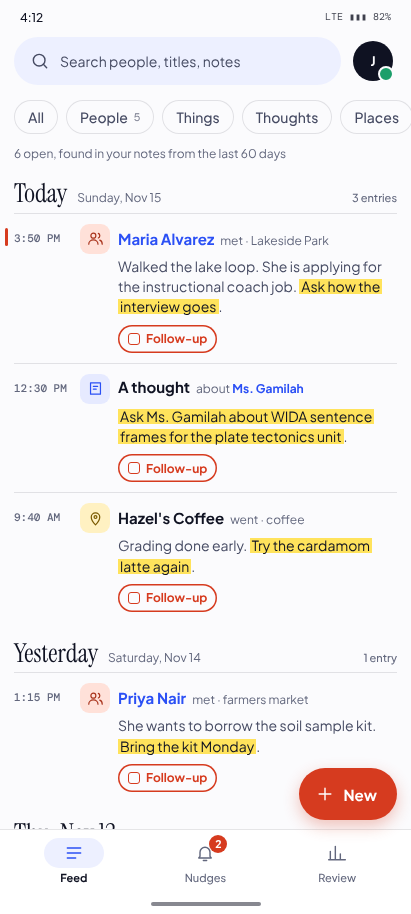 4:12
LTE 82%
Search people, titles, notes
J
All
People 5
Things
Thoughts
Places
6 open, found in your notes from the last 60 days
Today Sunday, Nov 15
3 entries
3:50 PM
Maria Alvarez met · Lakeside Park
Walked the lake loop. She is applying for
the instructional coach job. Ask how the
interview goes.
Follow-up
12:30 PM
A thought about Ms. Gamilah
Ask Ms. Gamilah about WIDA sentence
frames for the plate tectonics unit.
Follow-up
9:40 AM
Hazel's Coffee went · coffee
Grading done early. Try the cardamom
latte again.
Follow-up
Yesterday Saturday, Nov 14
1 entry
1:15 PM
Priya Nair met · farmers market
She wants to borrow the soil sample kit.
Bring the kit Monday.
Follow-up
New
2
Feed
Nudges
Review